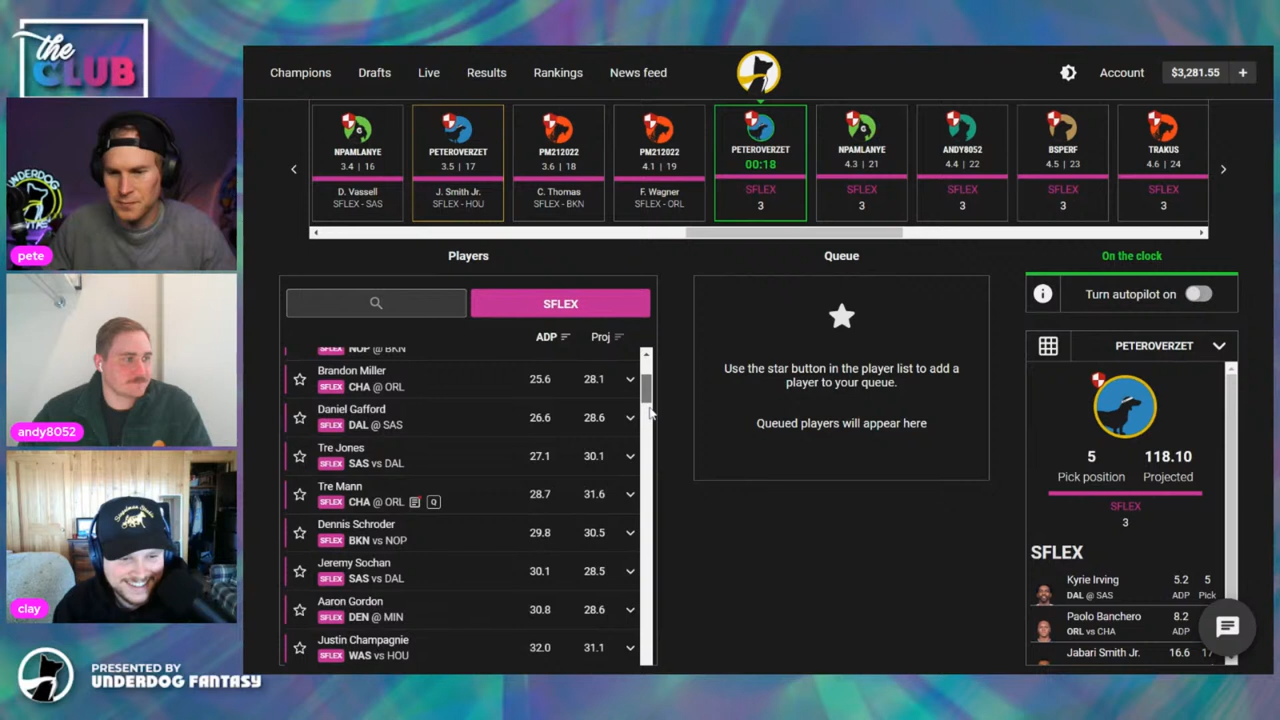 the
CLUB
Champions
Drafts
Live
Results
Rankings
News feed
Account
$3,281.55
+
NPAMLANYE
3.4 | 16
D. Vassell
SFLEX - SAS
PETEROVERZET
3.5 | 17
J. Smith Jr.
SFLEX - HOU
PM212022
3.6 | 18
C. Thomas
SFLEX - BKN
PM212022
4.1 | 19
F. Wagner
SFLEX - ORL
PETEROVERZET
00:18
SFLEX
3
NPAMLANYE
4.3 | 21
SFLEX
3
ANDY8052
4.4 | 22
SFLEX
3
BSPERF
4.5 | 23
SFLEX
3
TRAKUS
4.6 | 24
SFLEX
3
UNDERDOG
pete
andy8052
clay
PRESENTED BY
UNDERDOG FANTASY
Players
SFLEX
ADP
Proj
SFLEX NOP @ BKN
Brandon Miller
SFLEX CHA @ ORL
25.6
28.1
Daniel Gafford
SFLEX DAL @ SAS
26.6
28.6
Tre Jones
SFLEX SAS vs DAL
27.1
30.1
Tre Mann
SFLEX CHA @ ORL Q
28.7
31.6
Dennis Schroder
SFLEX BKN vs NOP
29.8
30.5
Jeremy Sochan
SFLEX SAS vs DAL
30.1
28.5
Aaron Gordon
SFLEX DEN @ MIN
30.8
28.6
Justin Champagnie
SFLEX WAS vs HOU
32.0
31.1
Queue
Use the star button in the player list to add a
player to your queue.
Queued players will appear here
On the clock
Turn autopilot on
PETEROVERZET
5
Pick position
118.10
Projected
SFLEX
3
SFLEX
Kyrie Irving
DAL @ SAS
5.2
ADP
5
Pick
Paolo Banchero
ORL vs CHA
8.2
ADP
Jabari Smith Jr.
16.6